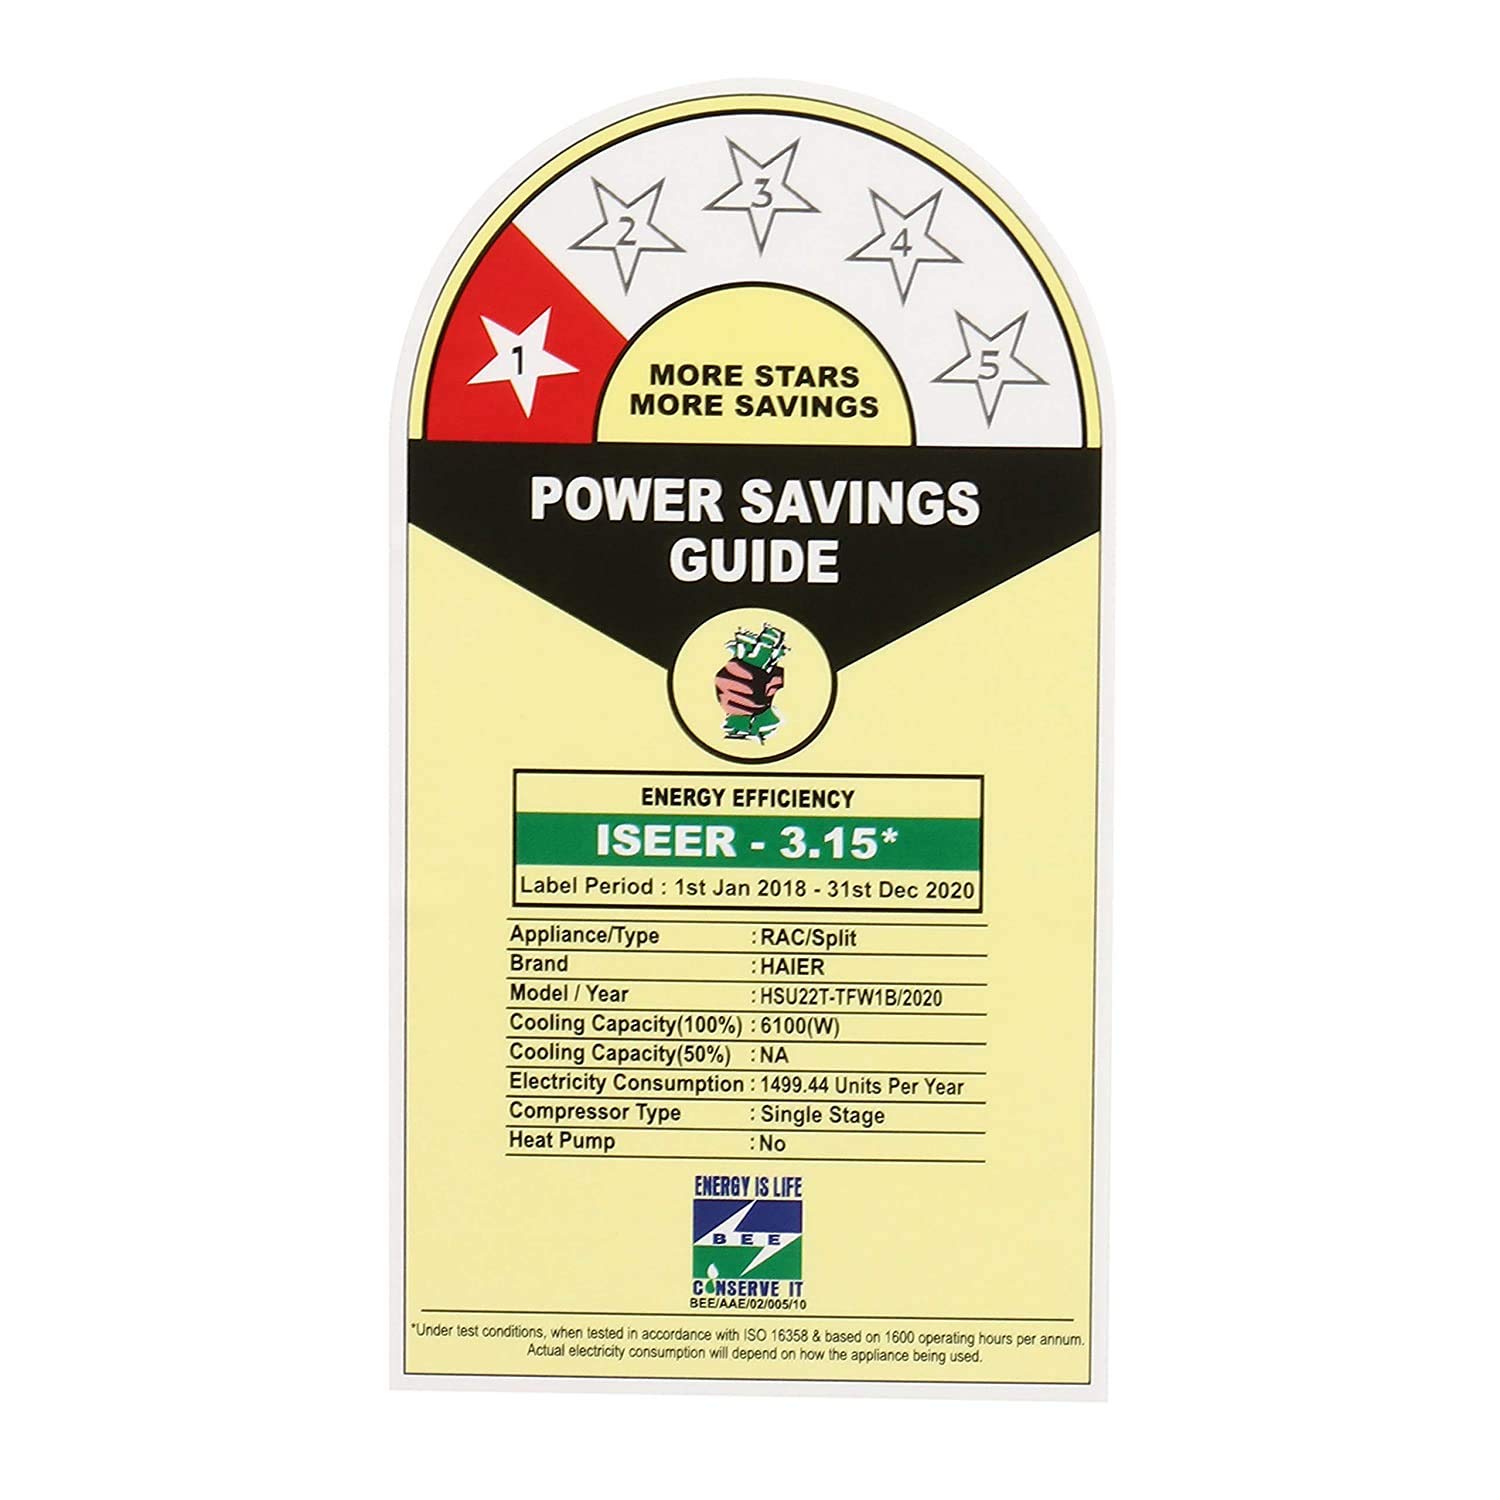 1
2
3
4
5
MORE STARS
MORE SAVINGS
POWER SAVINGS
GUIDE
ENERGY EFFICIENCY
ISEER - 3.15*
Label Period : 1st Jan 2018 - 31st Dec 2020
Appliance/Type : RAC/Split
Brand : HAIER
Model / Year : HSU22T-TFW1B/2020
Cooling Capacity(100%) : 6100(W)
Cooling Capacity(50%) : NA
Electricity Consumption : 1499.44 Units Per Year
Compressor Type : Single Stage
Heat Pump : No
ENERGY IS LIFE
BEE
CONSERVE IT
BEE/AAE/02/005/10
*Under test conditions, when tested in accordance with ISO 16358 & based on 1600 operating hours per annum.
Actual electricity consumption will depend on how the appliance being used.